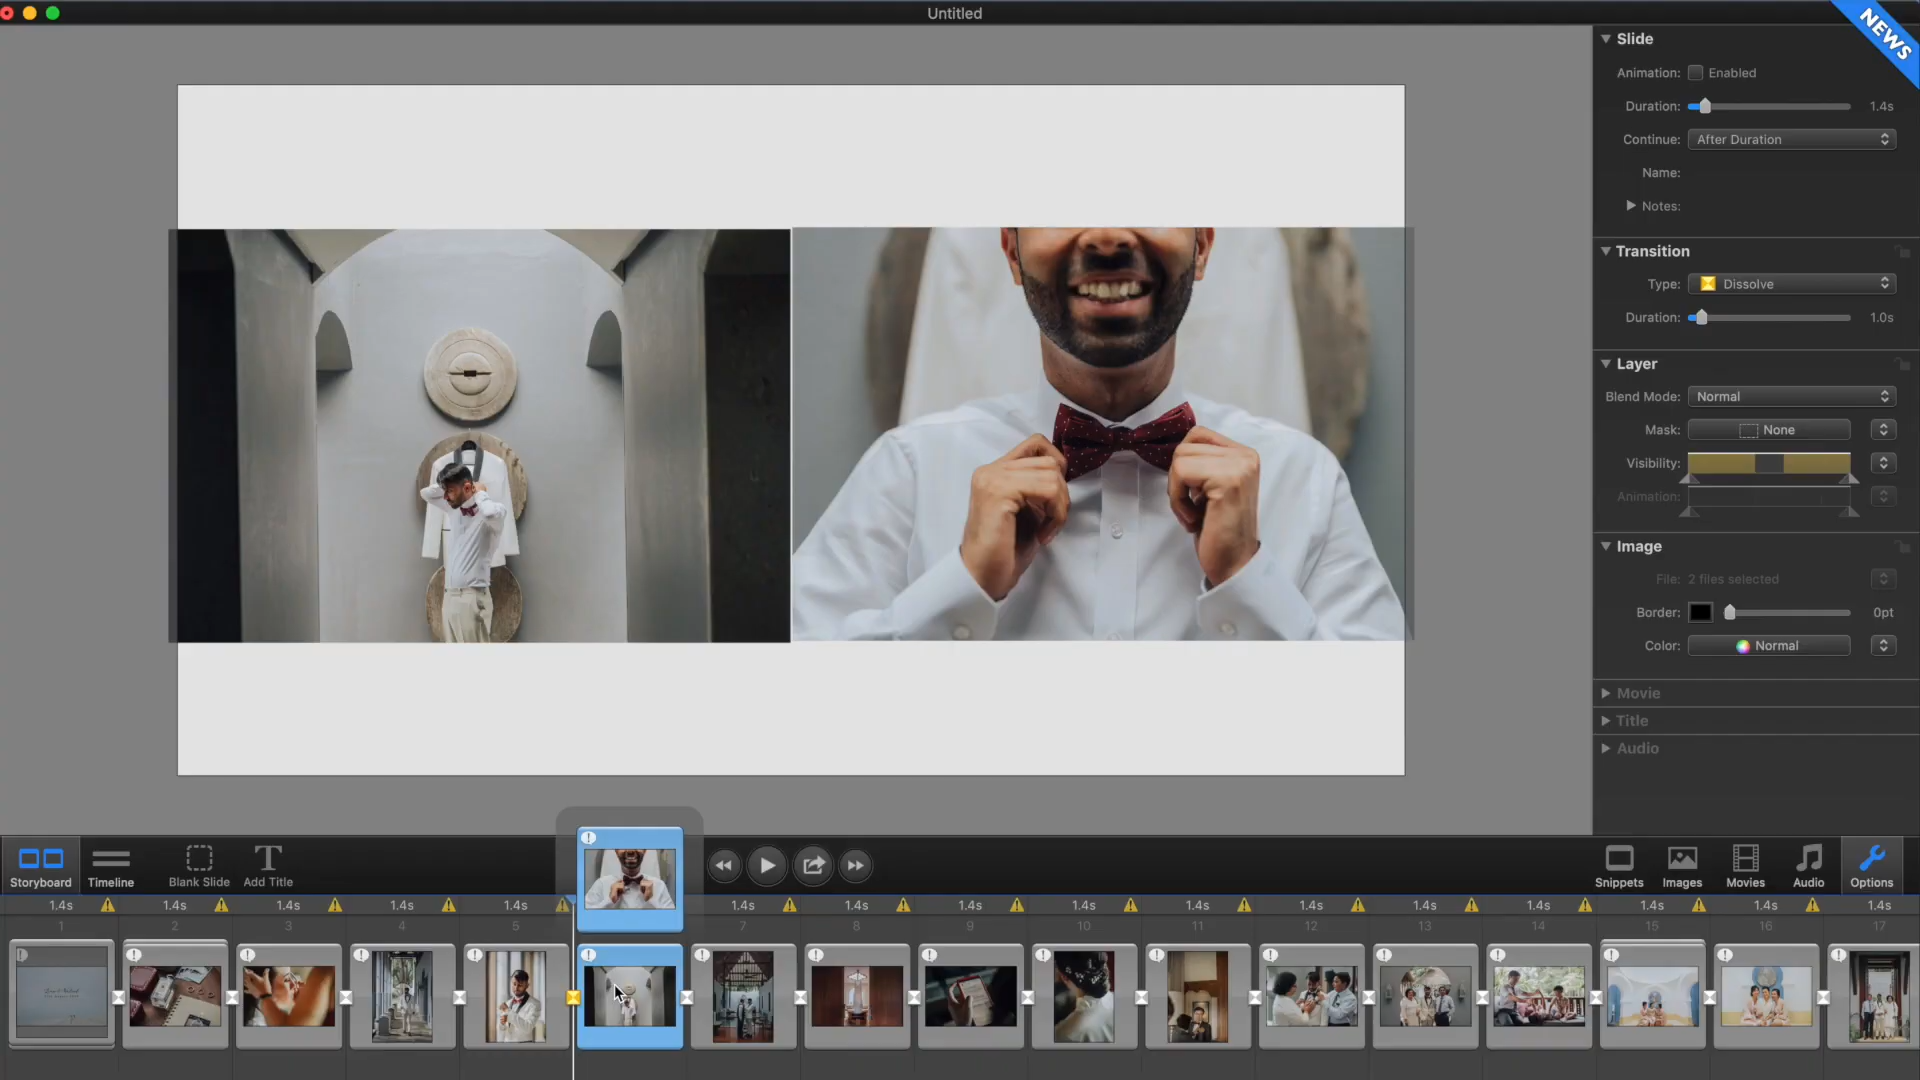 Untitled
NEWS
Slide
Animation: Enabled
Duration: 1.4s
Continue: After Duration
Name:
Notes:
Transition
Type: Dissolve
Duration: 1.0s
Layer
Blend Mode: Normal
Mask: None
Visibility:
Animation:
Image
File: 2 files selected
Border: 0pt
Color: Normal
Movie
Title
Audio
Storyboard Timeline Blank Slide Add Title Snippets Images Movies Audio Options
1.4s 1.4s 1.4s 1.4s 1.4s 1.4s 1.4s 1.4s 1.4s 1.4s 1.4s 1.4s 1.4s 1.4s 1.4s 1.4s
1 2 3 4 5 7 8 9 10 11 12 13 14 15 16 17